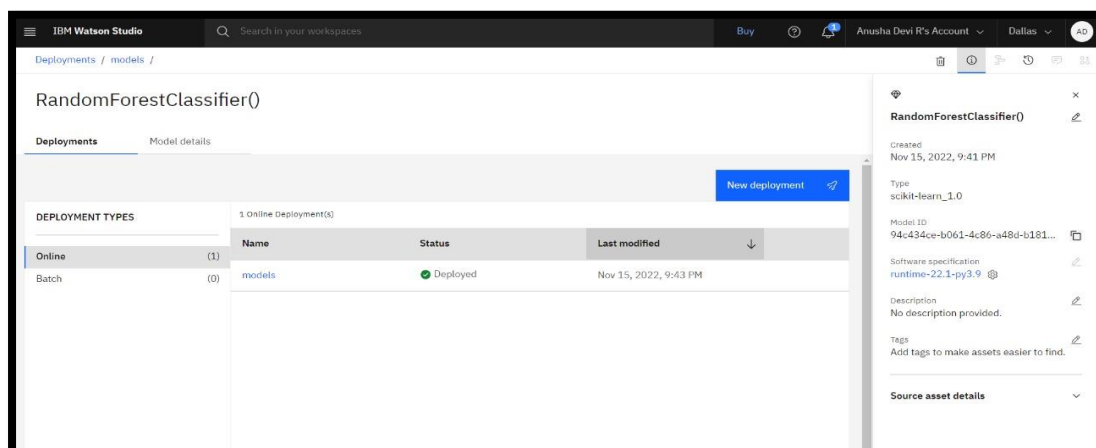 IBM Watson Studio
Search in your workspaces
Buy
1
Anusha Devi R's Account
Dallas
AD
Deployments / models /
RandomForestClassifier()
Deployments
Model details
New deployment
DEPLOYMENT TYPES
Online (1)
Batch (0)
1 Online Deployment(s)
Name Status Last modified
models Deployed Nov 15, 2022, 9:43 PM
RandomForestClassifier()
Created
Nov 15, 2022, 9:41 PM
Type
scikit-learn_1.0
Model ID
94c434ce-b061-4c86-a48d-b181...
Software specification
runtime-22.1-py3.9
Description
No description provided.
Tags
Add tags to make assets easier to find.
Source asset details